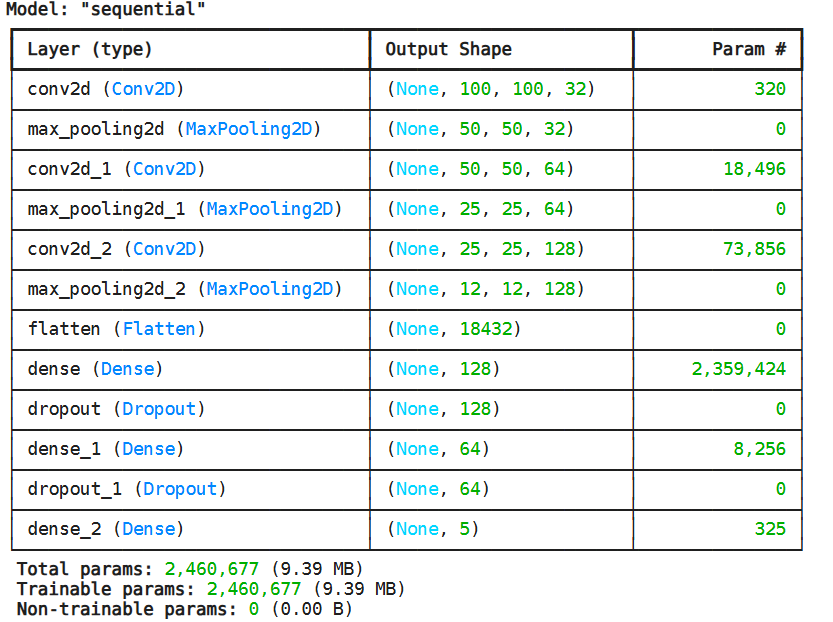 Model: "sequential"
Layer (type) Output Shape Param #
conv2d (Conv2D) (None, 100, 100, 32) 320
max_pooling2d (MaxPooling2D) (None, 50, 50, 32) 0
conv2d_1 (Conv2D) (None, 50, 50, 64) 18,496
max_pooling2d_1 (MaxPooling2D) (None, 25, 25, 64) 0
conv2d_2 (Conv2D) (None, 25, 25, 128) 73,856
max_pooling2d_2 (MaxPooling2D) (None, 12, 12, 128) 0
flatten (Flatten) (None, 18432) 0
dense (Dense) (None, 128) 2,359,424
dropout (Dropout) (None, 128) 0
dense_1 (Dense) (None, 64) 8,256
dropout_1 (Dropout) (None, 64) 0
dense_2 (Dense) (None, 5) 325
Total params: 2,460,677 (9.39 MB)
Trainable params: 2,460,677 (9.39 MB)
Non-trainable params: 0 (0.00 B)